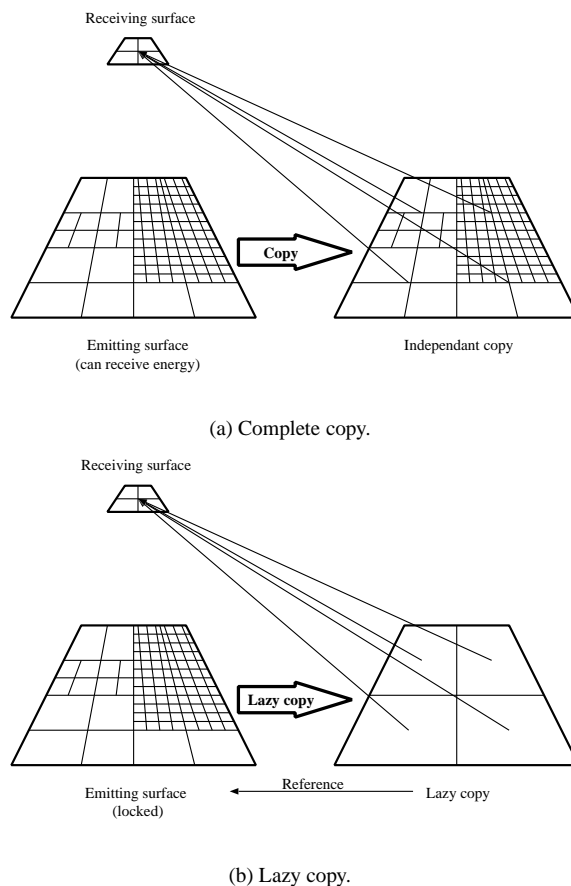 Receiving surface
Copy
Emitting surface
(can receive energy)
Independant copy
(a) Complete copy.
Receiving surface
Lazy copy
Emitting surface
(locked)
Reference
Lazy copy
(b) Lazy copy.